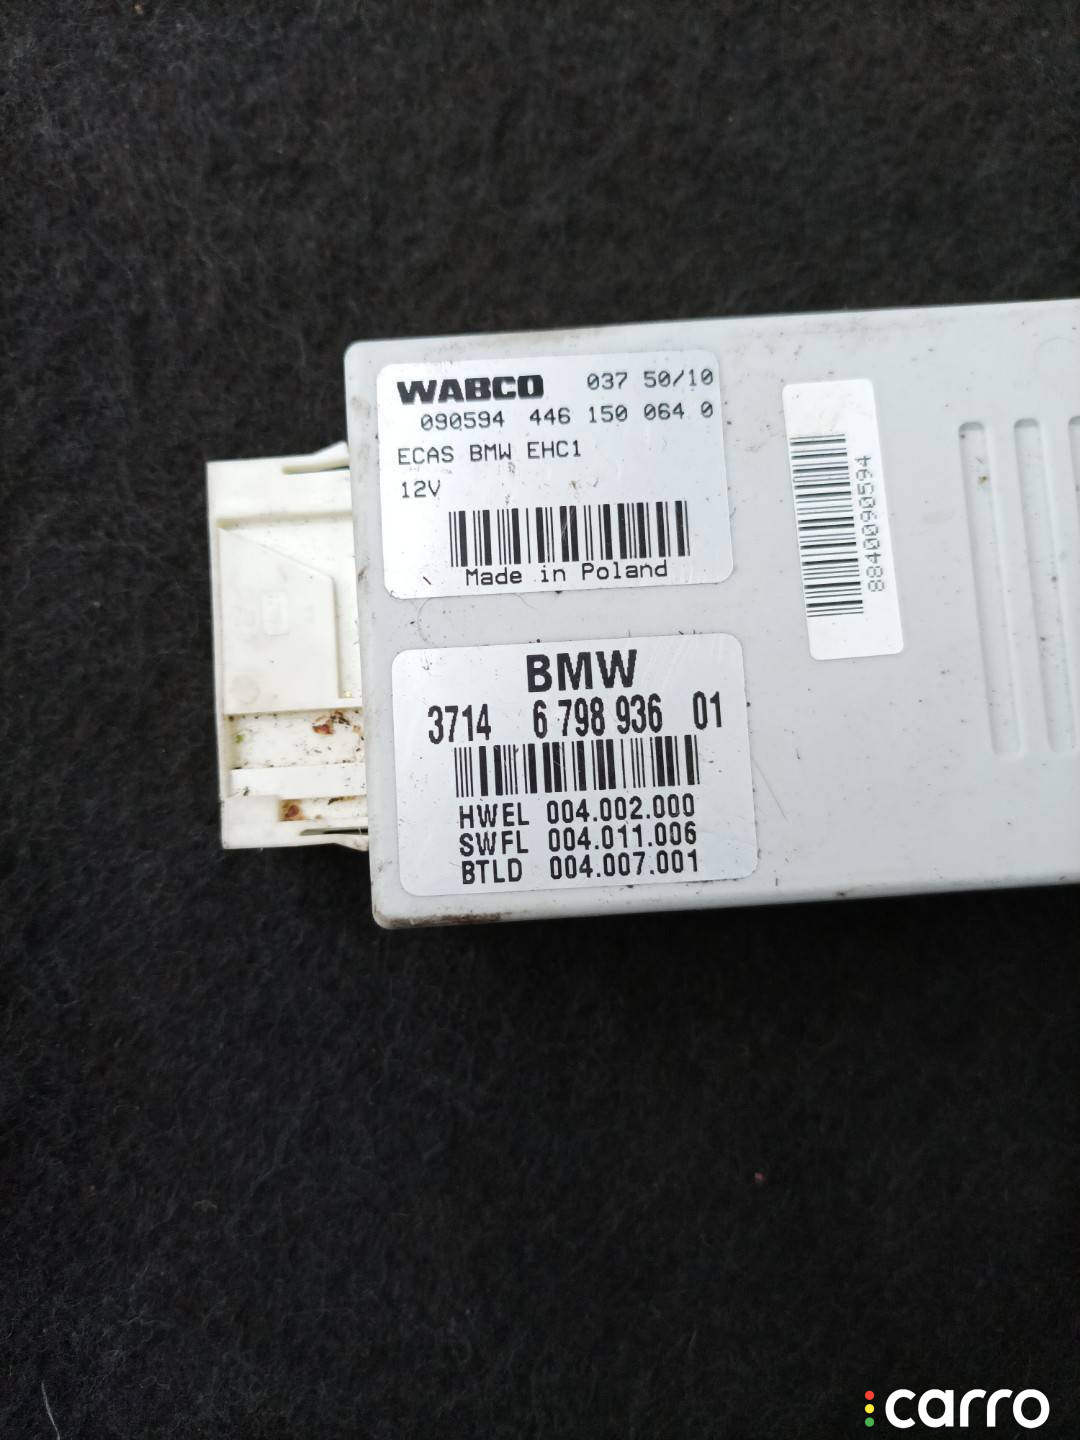 WABCO 037 50/10
090594 446 150 064 0
ECAS BMW EHC1
12V
Made in Poland
8840090594
BMW
3714 6 798 936 01
HWEL 004.002.000
SWFL 004.011.006
BTLD 004.007.001
carro